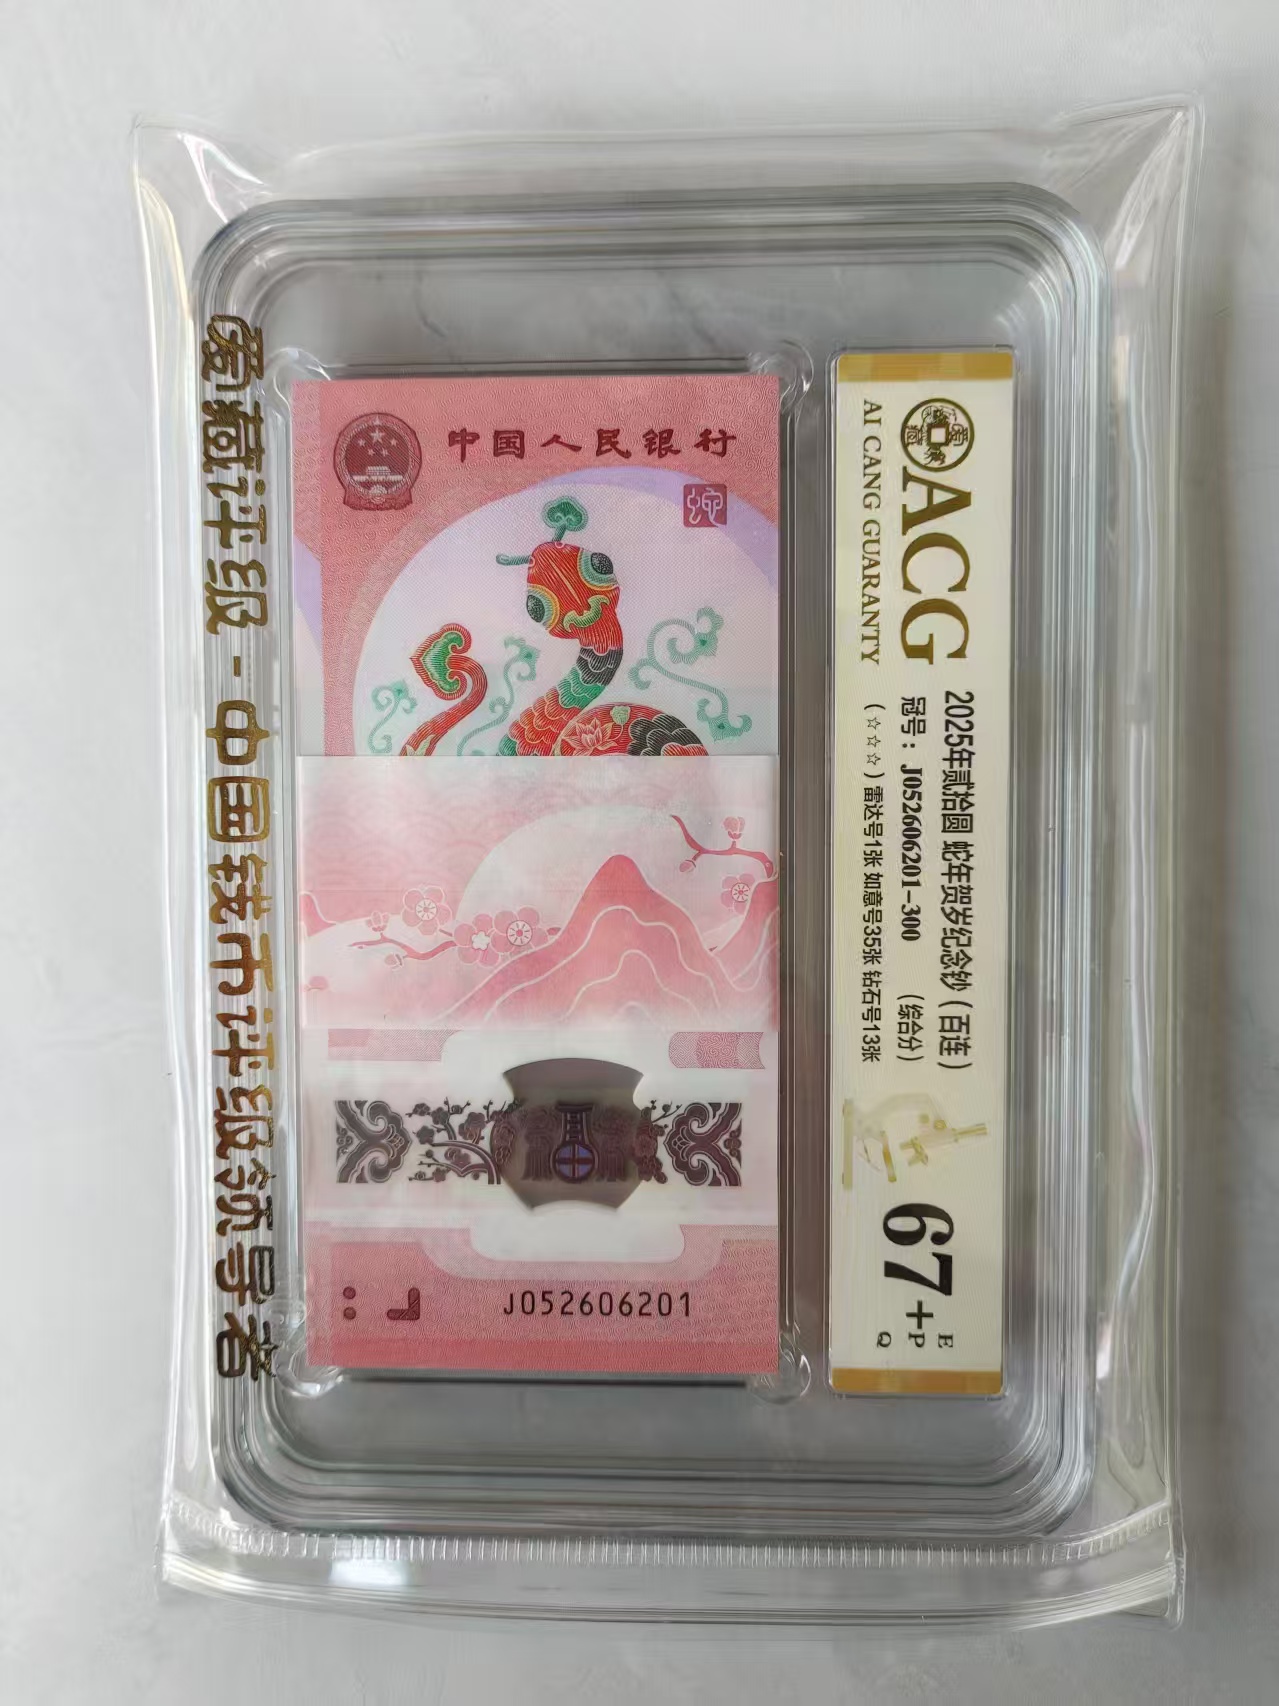 爱藏评级 - 中国钱币评级领导者
中国人民银行
J052606201
ACG
AI CANG GUARANTY
2025年贰拾圆 蛇年贺岁纪念钞（百连）
冠号：J052606201-300 （综合分）
（☆☆☆）雷达号1张 如意号35张 钻石号13张
67+
E
P
Q